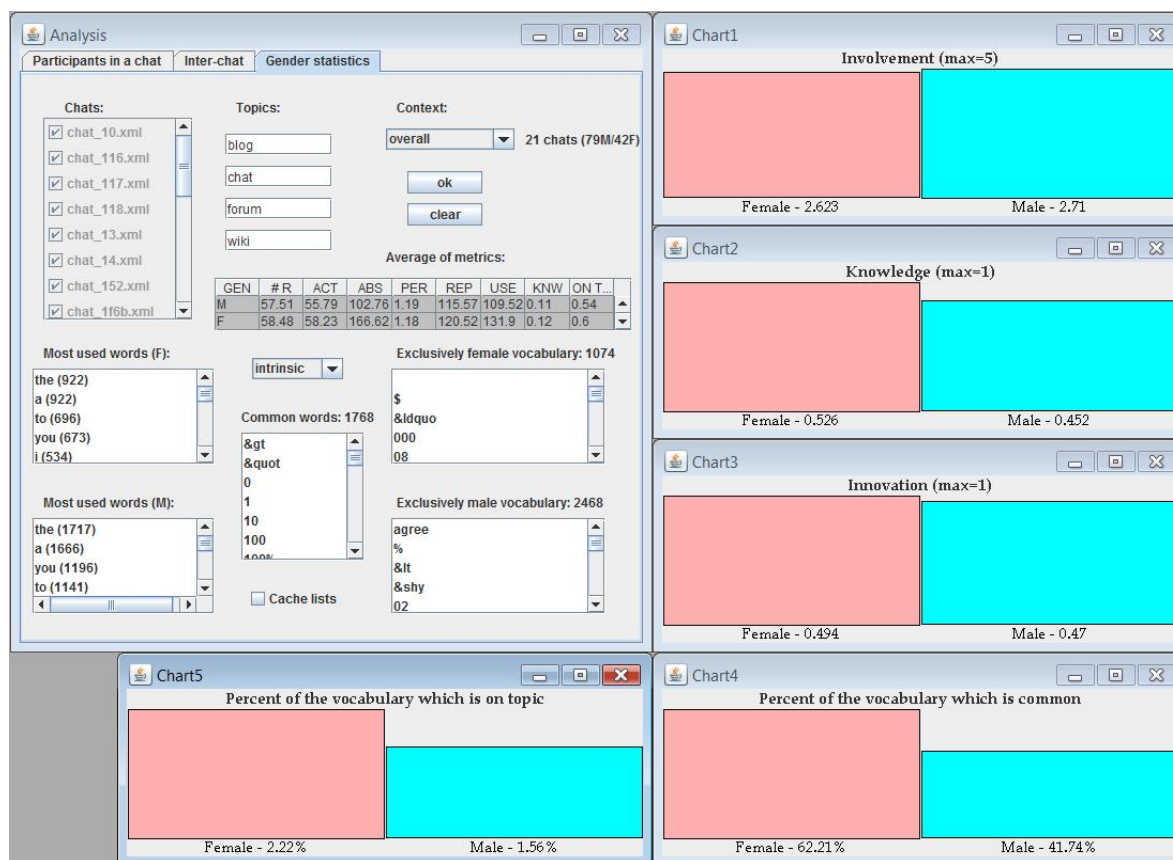 Analysis
Participants in a chat Inter-chat Gender statistics
Chats:
chat_10.xml
chat_116.xml
chat_117.xml
chat_118.xml
chat_13.xml
chat_14.xml
chat_152.xml
chat_1f6b.xml
Topics:
blog
chat
forum
wiki
Context:
overall 21 chats (79M/42F)
ok
clear
Average of metrics:
GEN # R ACT ABS PER REP USE KNW ON T...
M 57.51 55.79 102.76 1.19 115.57 109.52 0.11 0.54
F 58.48 58.23 166.62 1.18 120.52 131.9 0.12 0.6
Most used words (F):
the (922)
a (922)
to (696)
you (673)
i (534)
intrinsic
Common words: 1768
&gt
&quot
0
1
10
100
100%
Exclusively female vocabulary: 1074
$
&ldquo
000
08
Most used words (M):
the (1717)
a (1666)
you (1196)
to (1141)
Cache lists
Exclusively male vocabulary: 2468
agree
%
&lt
&shy
02
Chart1
Involvement (max=5)
Female - 2.623 Male - 2.71
Chart2
Knowledge (max=1)
Female - 0.526 Male - 0.452
Chart3
Innovation (max=1)
Female - 0.494 Male - 0.47
Chart5
Percent of the vocabulary which is on topic
Female - 2.22% Male - 1.56%
Chart4
Percent of the vocabulary which is common
Female - 62.21% Male - 41.74%